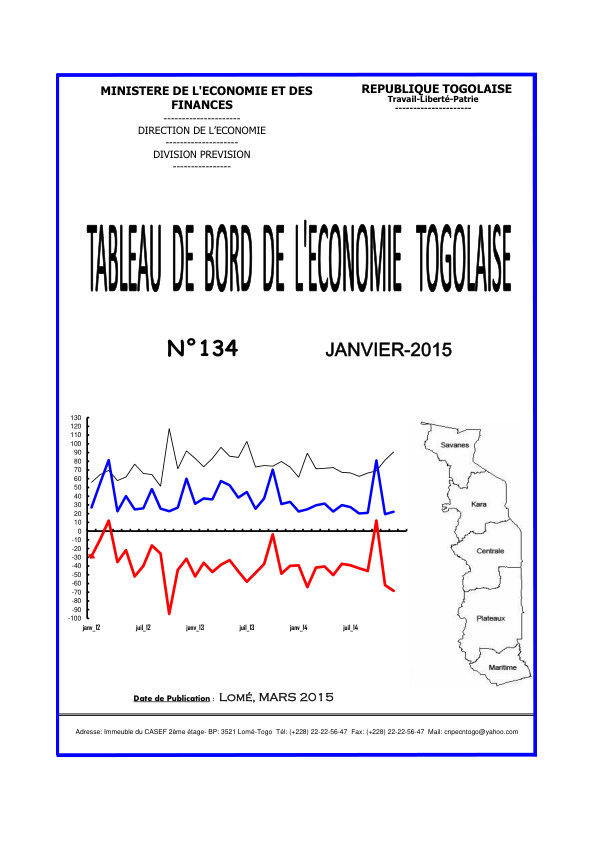 MINISTERE DE L'ECONOMIE ET DES
FINANCES
---------------------
DIRECTION DE L’ECONOMIE
--------------------
DIVISION PREVISION
----------------
REPUBLIQUE TOGOLAISE
Travail-Liberté-Patrie
---------------------
TABLEAU DE BORD DE L'ECONOMIE TOGOLAISE
N°134
JANVIER-2015
130
120
110
100
90
80
70
60
50
40
30
20
10
0
-10
-20
-30
-40
-50
-60
-70
-80
-90
-100
janv_12 juil_12 janv_13 juil_13 janv_14 juil_14
Savanes
Kara
Centrale
Plateaux
Maritime
Date de Publication : LOMÉ, MARS 2015
Adresse: Immeuble du CASEF 2ème étage- BP: 3521 Lomé-Togo Tél: (+228) 22-22-56-47 Fax: (+228) 22-22-56-47 Mail: cnpecntogo@yahoo.com